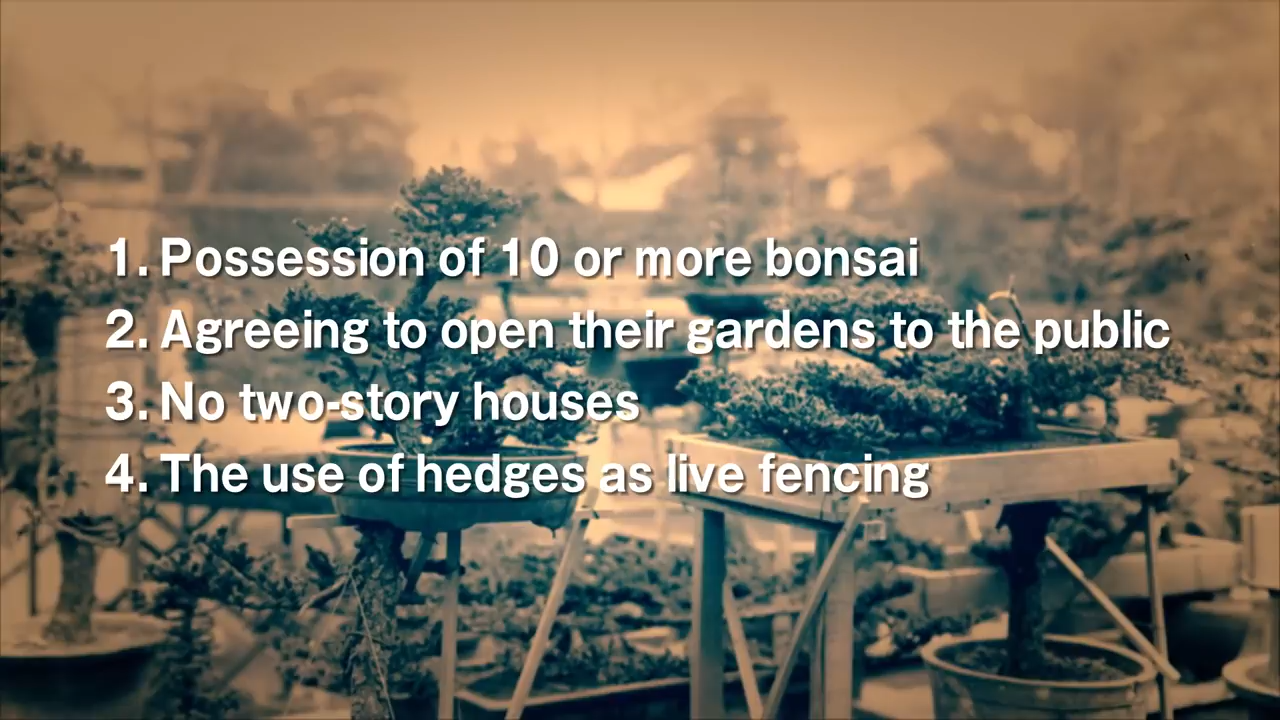 1. Possession of 10 or more bonsai
2. Agreeing to open their gardens to the public
3. No two-story houses
4. The use of hedges as live fencing